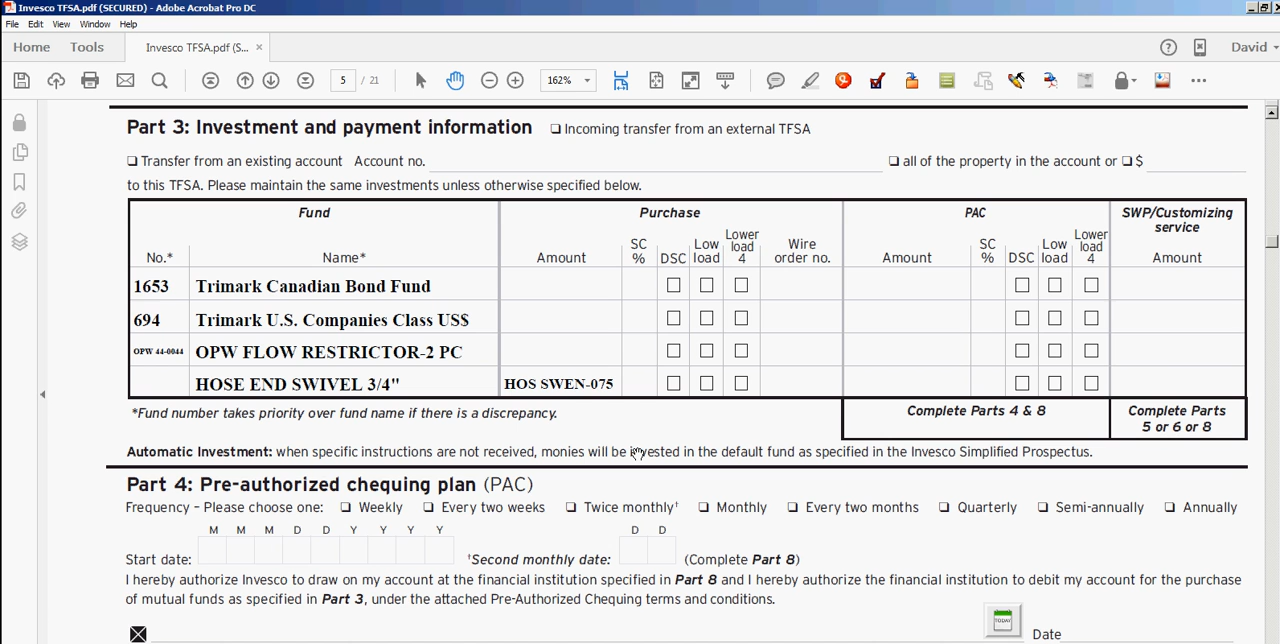 Invesco TFSA.pdf (SECURED) - Adobe Acrobat Pro DC
File Edit View Window Help
Home Tools Invesco TFSA.pdf (S... × David
5 / 21 162%
Part 3: Investment and payment information ❑ Incoming transfer from an external TFSA
❑ Transfer from an existing account Account no. ❑ all of the property in the account or ❑ $
to this TFSA. Please maintain the same investments unless otherwise specified below.
Fund Purchase PAC SWP/Customizing service
No.* Name* Amount SC % DSC Low load Lower load 4 Wire order no. Amount SC % DSC Low load Lower load 4 Amount
1653 Trimark Canadian Bond Fund
694 Trimark U.S. Companies Class US$
OPW 44-0044 OPW FLOW RESTRICTOR-2 PC
HOSE END SWIVEL 3/4" HOS SWEN-075
*Fund number takes priority over fund name if there is a discrepancy. Complete Parts 4 & 8 Complete Parts 5 or 6 or 8
Automatic Investment: when specific instructions are not received, monies will be invested in the default fund as specified in the Invesco Simplified Prospectus.
Part 4: Pre-authorized chequing plan (PAC)
Frequency – Please choose one: ❑ Weekly ❑ Every two weeks ❑ Twice monthly† ❑ Monthly ❑ Every two months ❑ Quarterly ❑ Semi-annually ❑ Annually
M M M D D Y Y Y Y D D
Start date: †Second monthly date: (Complete Part 8)
I hereby authorize Invesco to draw on my account at the financial institution specified in Part 8 and I hereby authorize the financial institution to debit my account for the purchase
of mutual funds as specified in Part 3, under the attached Pre-Authorized Chequing terms and conditions.
TODAY
Date